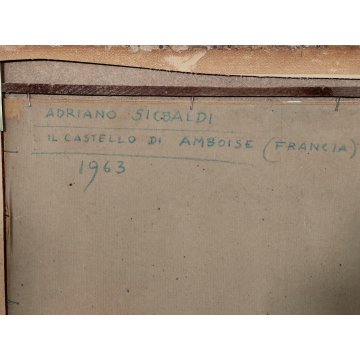 ADRIANO SICBALDI
IL CASTELLO DI AMBOISE (FRANCIA)
1963